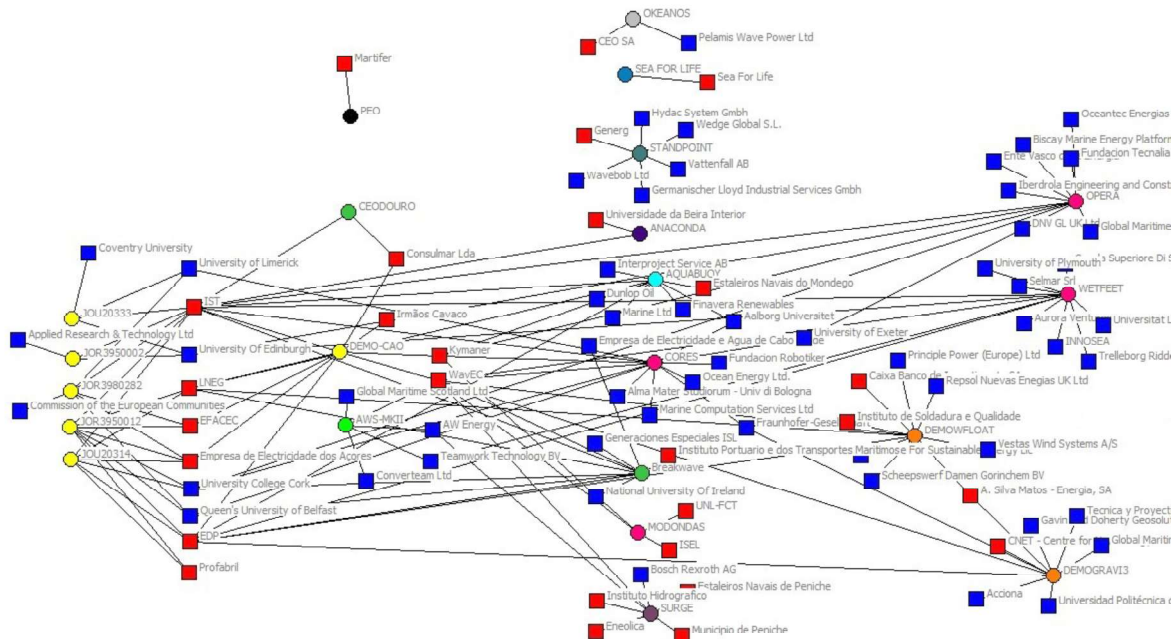 OKEANOS
CEO SA
Pelamis Wave Power Ltd
Martifer
SEA FOR LIFE
Sea For Life
PEO
Hydac System Gmbh
Wedge Global S.L.
Generg
STANDPOINT
Vattenfall AB
Wavebob Ltd
Germanischer Lloyd Industrial Services Gmbh
Oceantec Energias
Biscay Marine Energy Platform
Fundacion Tecnalia
Ente Vasco
Iberdrola Engineering and Const
OPERA
DNV GL UK Ltd
Global Maritime
CEODOURO
Universidade da Beira Interior
ANACONDA
Coventry University
Consulmar Lda
University of Limerick
Interproject Service AB
AQUABUOY
Estaleiros Navais do Mondego
University of Plymouth
Superiore Di S
Selmar Srl
WETFEET
IST
Dunlop Oil
Finavera Renewables
JOU20333
Irmãos Cavaco
Marine Ltd
Aalborg Universitet
Aurora Ventu
Universitat L
Applied Research & Technology Ltd
University of Exeter
INNOSEA
Trelleborg Ridde
JOR3950002
University Of Edinburgh
DEMO-CAO
Kymaner
Empresa de Electricidade e Agua de Cabo
CORES
Fundacion Robotiker
Principle Power (Europe) Ltd
WavEC
Ocean Energy Ltd.
Caixa Banco de
Repsol Nuevas Enegias UK Ltd
JOR3980282
LNEG
Global Maritime Scotland Ltd
Alma Mater Studiorum - Univ di Bologna
Commission of the European Communities
Marine Computation Services Ltd
Instituto de Soldadura e Qualidade
JOR3950012
EFACEC
AWS-MKII
AW Energy
Fraunhofer-Gesel
DEMOWFLOAT
Generaciones Especiales ISL
Vestas Wind Systems A/S
JOU20314
Empresa de Electricidade dos Açores
Teamwork Technology BV
Instituto Portuario e dos Transportes Maritimos
e For Sustainable Energy Llc
Breakwave
Converteam Ltd
Scheepswerf Damen Gorinchem BV
University College Cork
National University Of Ireland
A. Silva Matos - Energia, SA
Queen's University of Belfast
UNL-FCT
Tecnica y Proyect
Gavin
d Doherty Geosolut
EDP
MODONDAS
CNET - Centre for
Global Maritim
ISEL
Profabril
Bosch Rexroth AG
DEMOGRAVI3
Estaleiros Navais de Peniche
Instituto Hidrografico
Acciona
Universidad Politécnica d
SURGE
Eneolica
Municipio de Peniche